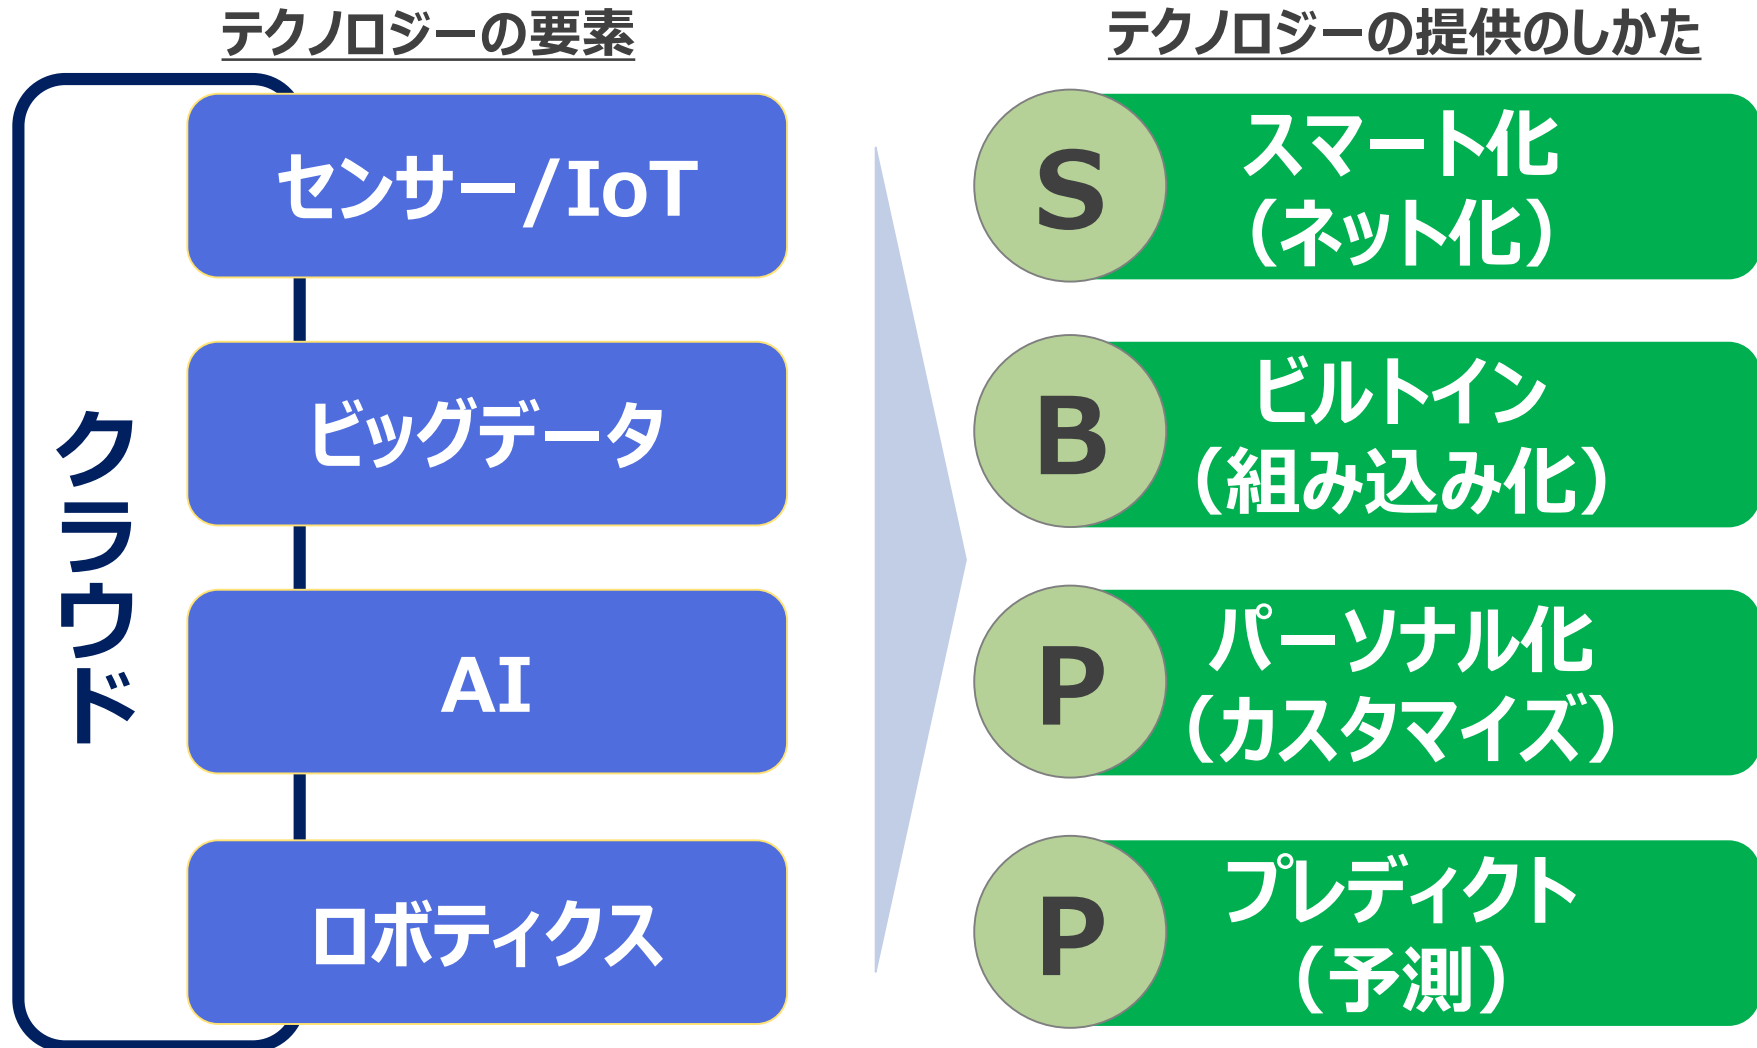 テクノロジーの要素
クラウド
センサー/IoT
ビッグデータ
AI
ロボティクス
テクノロジーの提供のしかた
S
スマート化
（ネット化）
B
ビルトイン
（組み込み化）
P
パーソナル化
（カスタマイズ）
P
プレディクト
（予測）